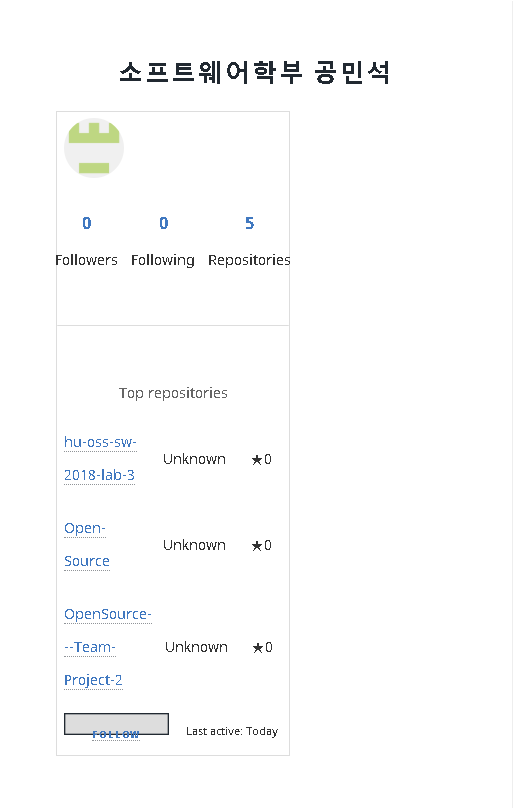 소프트웨어학부 공민석
0 0 5
Followers Following Repositories
Top repositories
hu-oss-sw-
2018-lab-3
Unknown ★0
Open-
Source
Unknown ★0
OpenSource-
--Team-
Project-2
Unknown ★0
FOLLOW Last active: Today